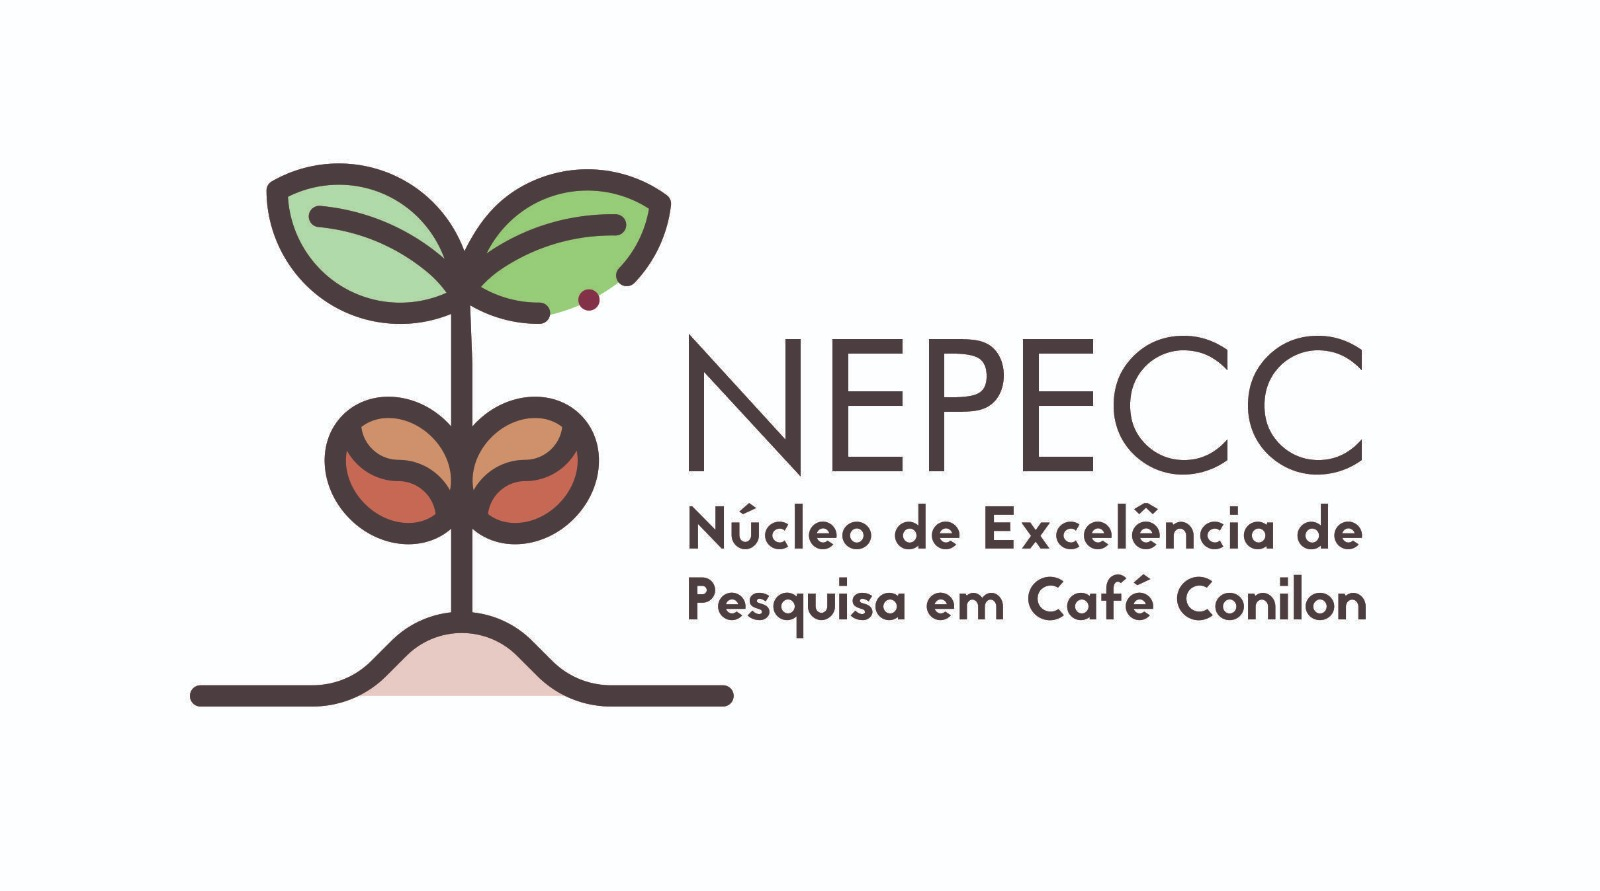 NEPECC
Núcleo de Excelência de
Pesquisa em Café Conilon